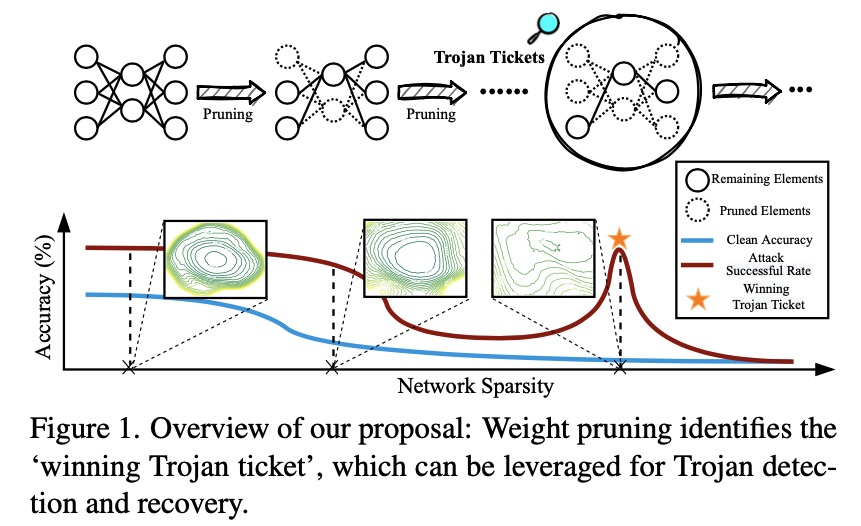 Trojan Tickets
Pruning
Pruning
Remaining Elements
Pruned Elements
Clean Accuracy
Attack
Successful Rate
Winning
Trojan Ticket
Accuracy (%)
Network Sparsity
Figure 1. Overview of our proposal: Weight pruning identifies the
‘winning Trojan ticket’, which can be leveraged for Trojan detec-
tion and recovery.